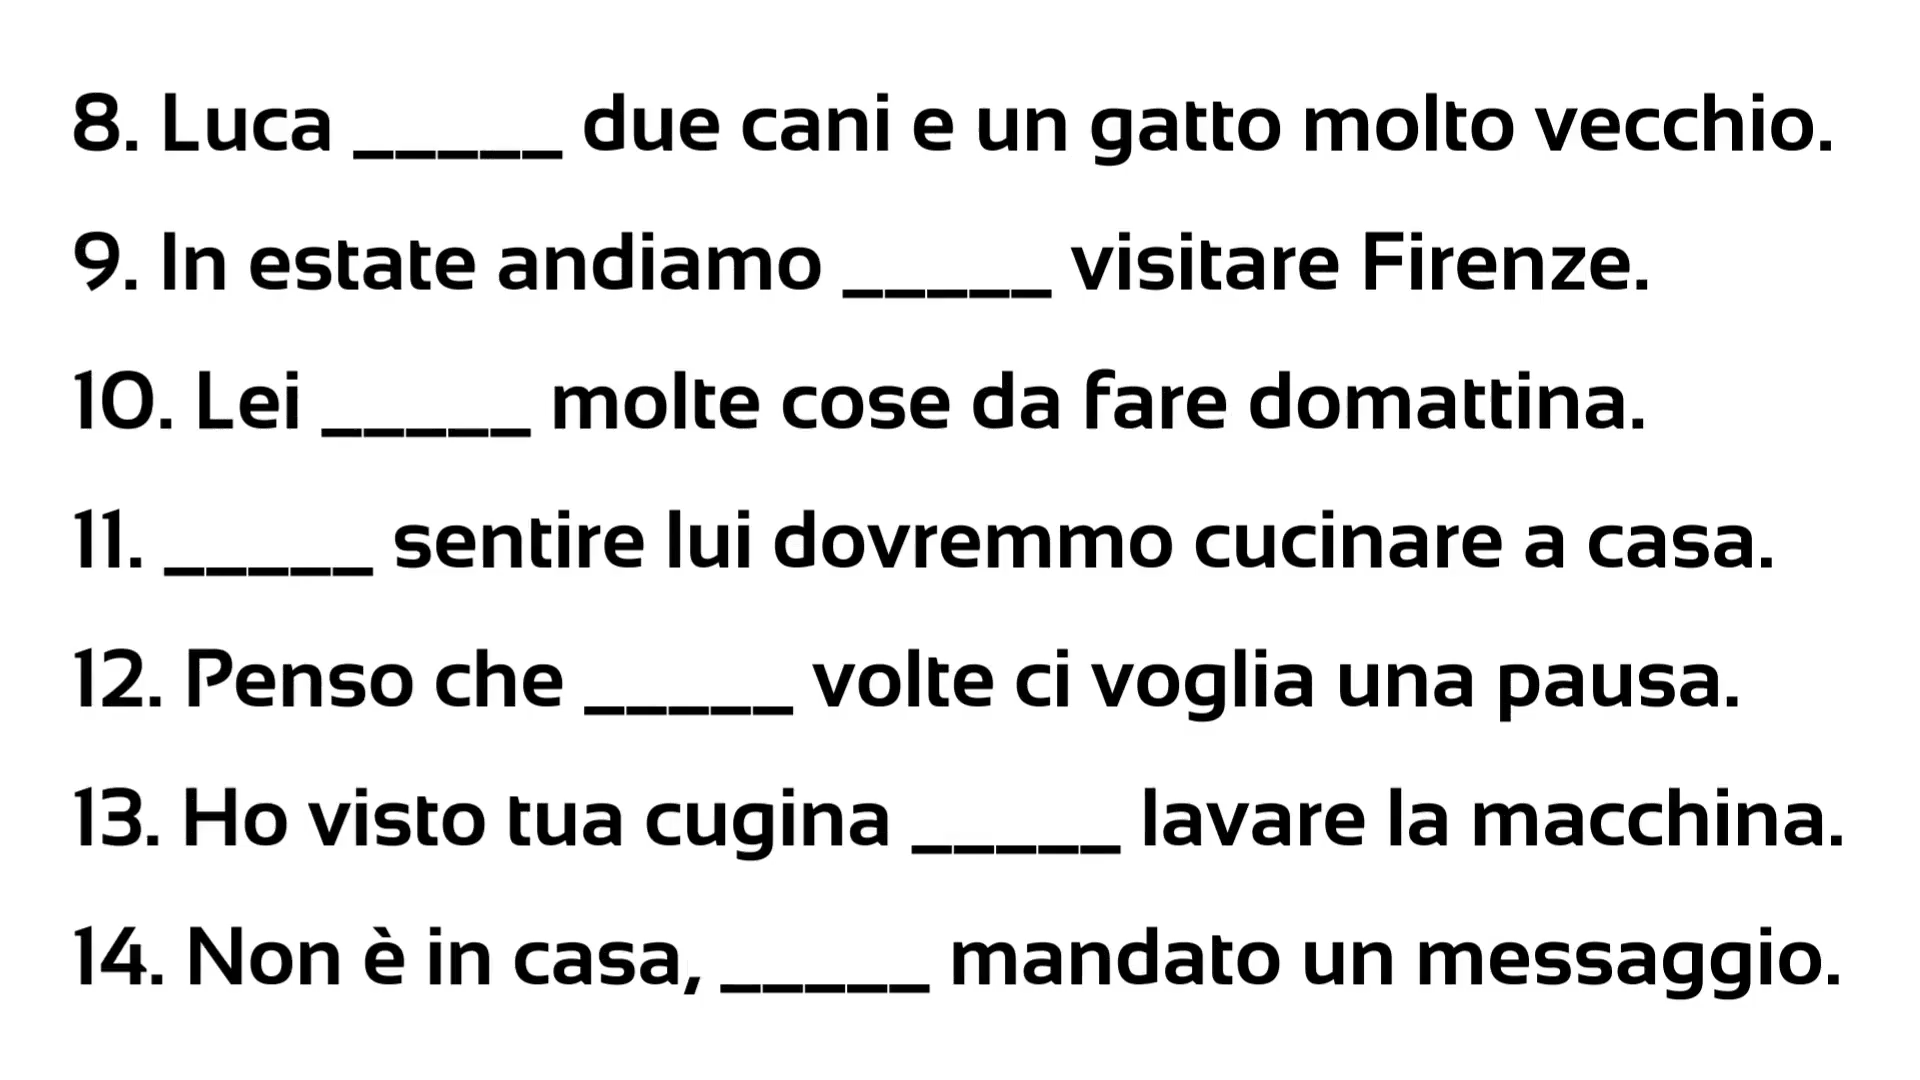 8. Luca _____ due cani e un gatto molto vecchio.
9. In estate andiamo _____ visitare Firenze.
10. Lei _____ molte cose da fare domattina.
11. _____ sentire lui dovremmo cucinare a casa.
12. Penso che _____ volte ci voglia una pausa.
13. Ho visto tua cugina _____ lavare la macchina.
14. Non è in casa, _____ mandato un messaggio.